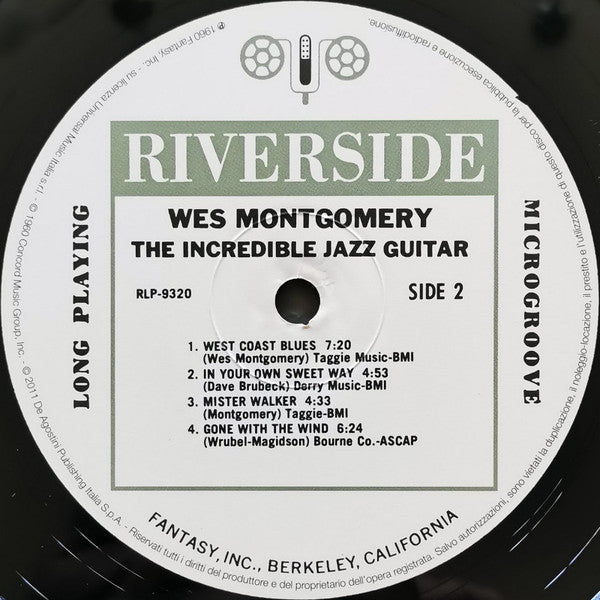 RIVERSIDE
WES MONTGOMERY
THE INCREDIBLE JAZZ GUITAR
RLP-9320
SIDE 2
1. WEST COAST BLUES 7:20
(Wes Montgomery) Taggie Music-BMI
2. IN YOUR OWN SWEET WAY 4:53
(Dave Brubeck) Derry Music-BMI
3. MISTER WALKER 4:33
(Montgomery) Taggie-BMI
4. GONE WITH THE WIND 6:24
(Wrubel-Magidson) Bourne Co.-ASCAP
LONG PLAYING
MICROGROOVE
FANTASY, INC., BERKELEY, CALIFORNIA
℗ 1960 Fantasy, Inc. - su licenza Universal Music Italia s.r.l. - © 1960 Concord Music Group, Inc. - © 2011 De Agostini Publishing Italia S.p.A. - Riservati tutti i diritti del produttore e del proprietario dell'opera registrata. Salvo autorizzazioni, sono vietati la duplicazione, il noleggio-locazione, il prestito e l'utilizzazione di questo disco per la pubblica esecuzione e radiodiffusione.